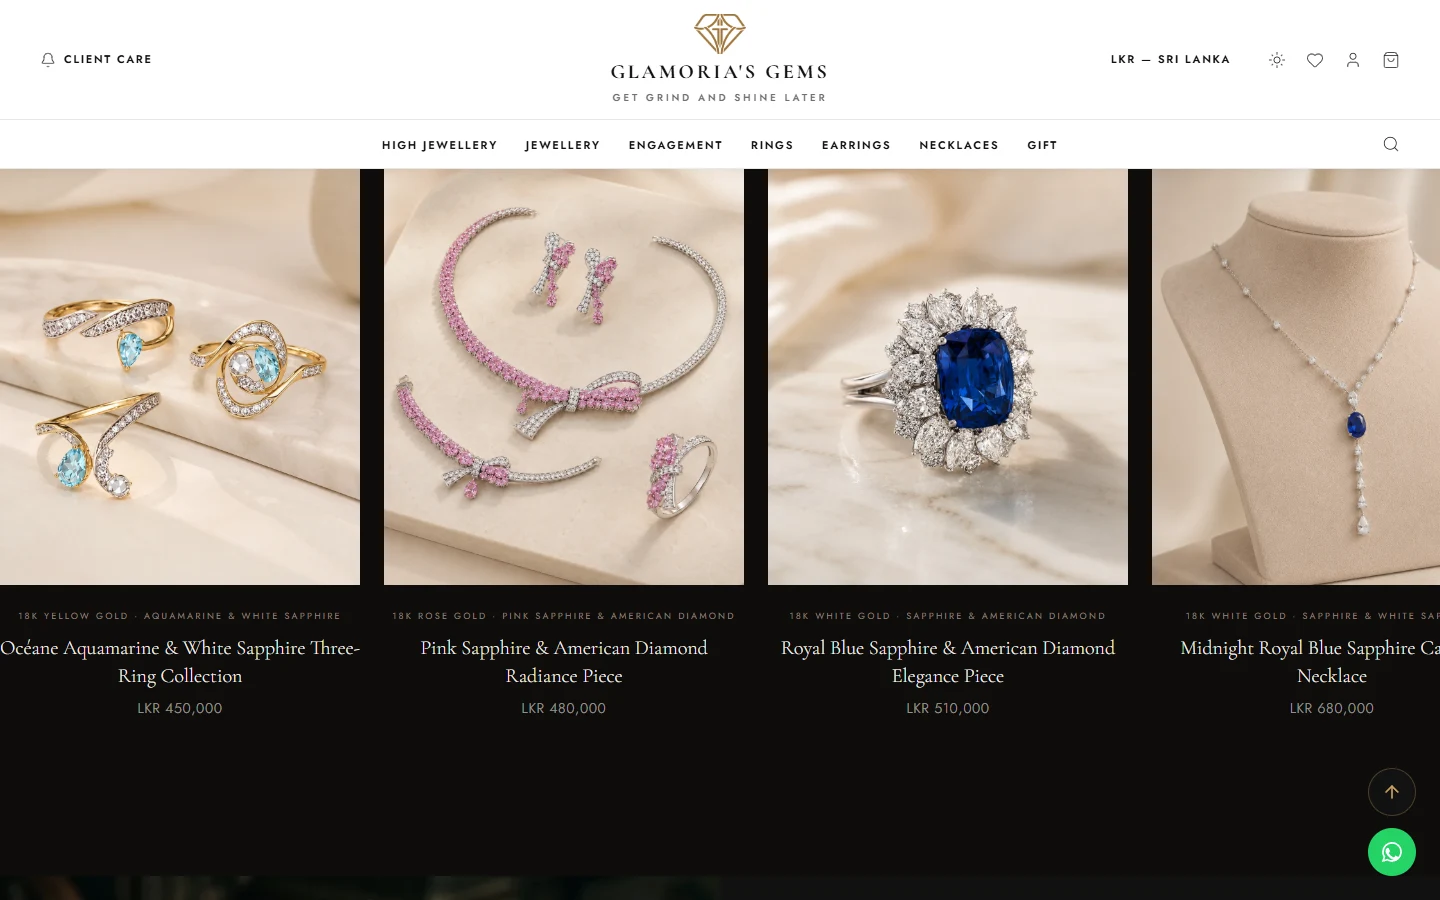 CLIENT CARE
GLAMORIA'S GEMS
GET GRIND AND SHINE LATER
LKR — SRI LANKA
HIGH JEWELLERY JEWELLERY ENGAGEMENT RINGS EARRINGS NECKLACES GIFT
18K YELLOW GOLD · AQUAMARINE & WHITE SAPPHIRE
Océane Aquamarine & White Sapphire Three-
Ring Collection
LKR 450,000
18K ROSE GOLD · PINK SAPPHIRE & AMERICAN DIAMOND
Pink Sapphire & American Diamond
Radiance Piece
LKR 480,000
18K WHITE GOLD · SAPPHIRE & AMERICAN DIAMOND
Royal Blue Sapphire & American Diamond
Elegance Piece
LKR 510,000
18K WHITE GOLD · SAPPHIRE & WHITE
Midnight Royal Blue Sapphire
Necklace
LKR 680,000